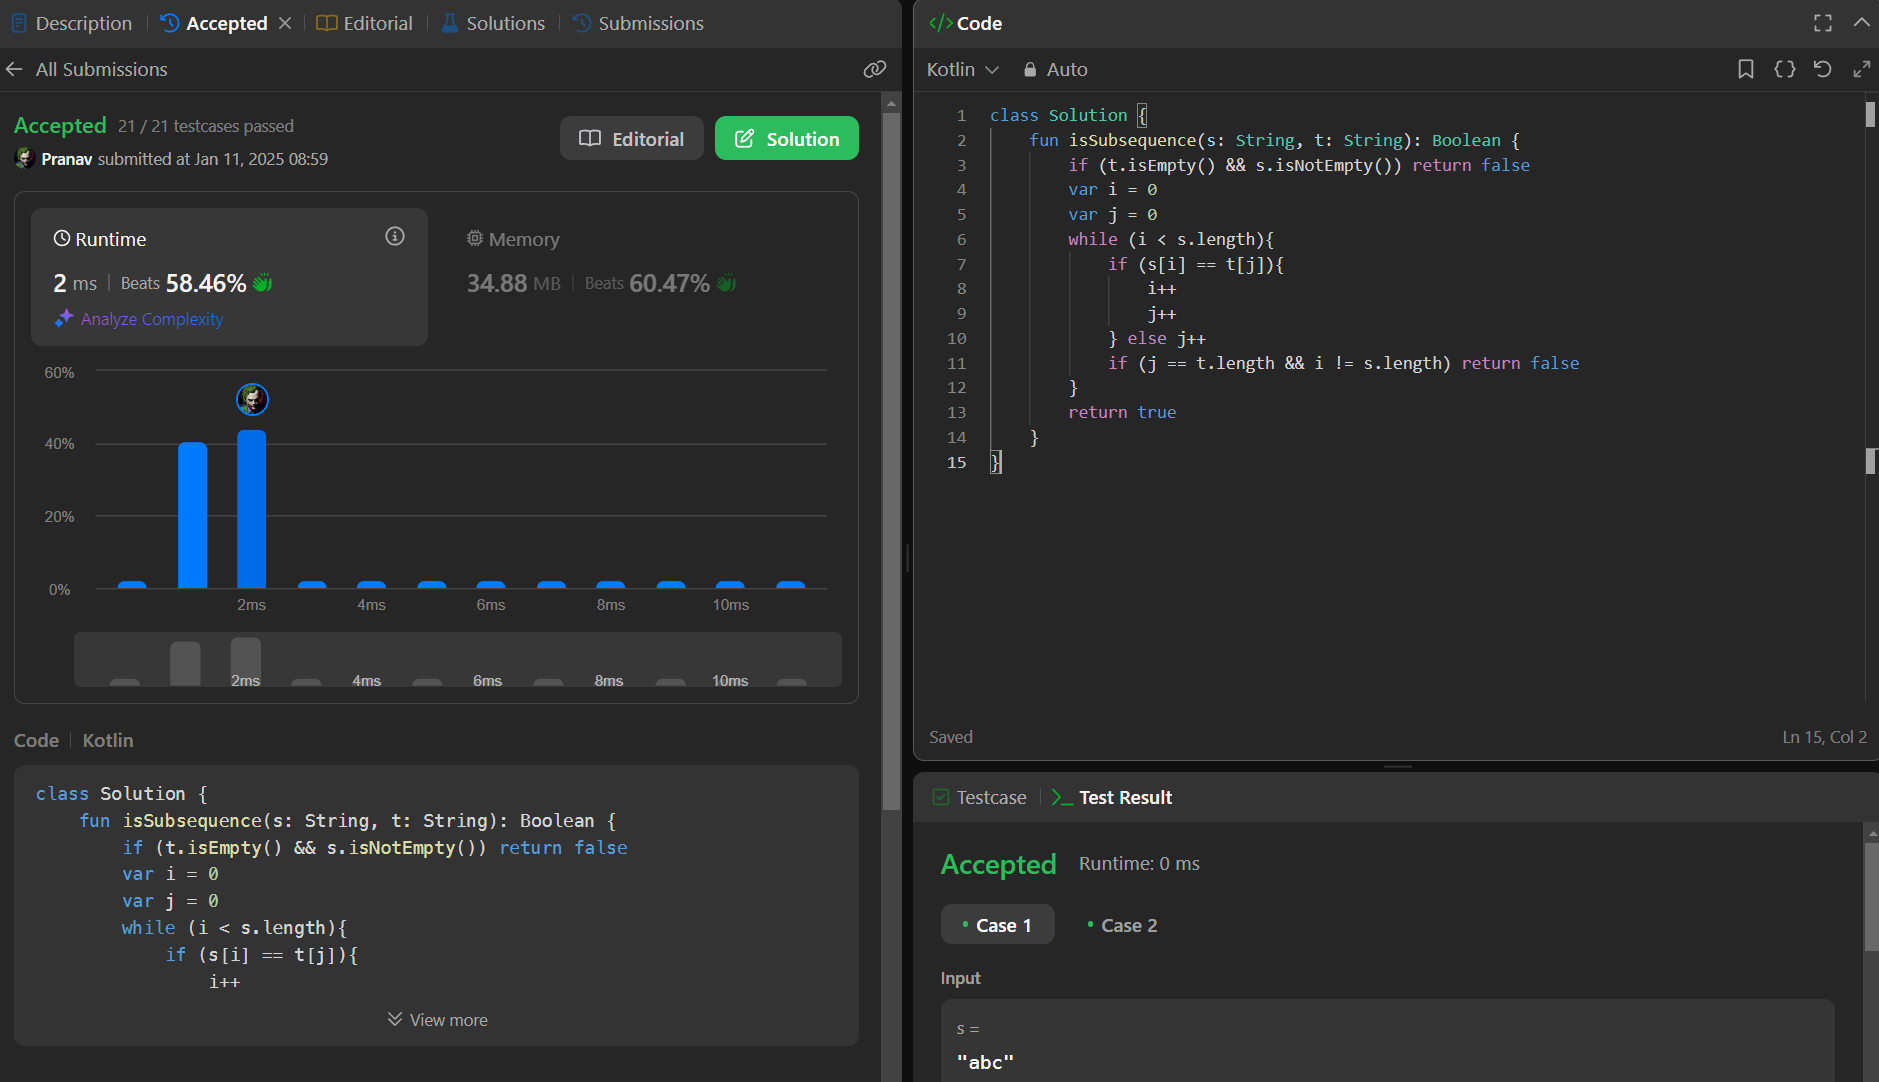 Description
Accepted
Editorial
Solutions
Submissions
All Submissions
Accepted 21 / 21 testcases passed
Pranav submitted at Jan 11, 2025 08:59
Editorial
Solution
Runtime
2 ms | Beats 58.46%
Analyze Complexity
Memory
34.88 MB | Beats 60.47%
60%
40%
20%
0%
2ms 4ms 6ms 8ms 10ms
2ms 4ms 6ms 8ms 10ms
Code | Kotlin
class Solution {
    fun isSubsequence(s: String, t: String): Boolean {
        if (t.isEmpty() && s.isNotEmpty()) return false
        var i = 0
        var j = 0
        while (i < s.length){
            if (s[i] == t[j]){
                i++
View more
</> Code
Kotlin
Auto
1 class Solution {
2     fun isSubsequence(s: String, t: String): Boolean {
3         if (t.isEmpty() && s.isNotEmpty()) return false
4         var i = 0
5         var j = 0
6         while (i < s.length){
7             if (s[i] == t[j]){
8                 i++
9                 j++
10             } else j++
11             if (j == t.length && i != s.length) return false
12         }
13         return true
14     }
15 }
Saved
Ln 15, Col 2
Testcase
>_ Test Result
Accepted Runtime: 0 ms
• Case 1
• Case 2
Input
s =
"abc"